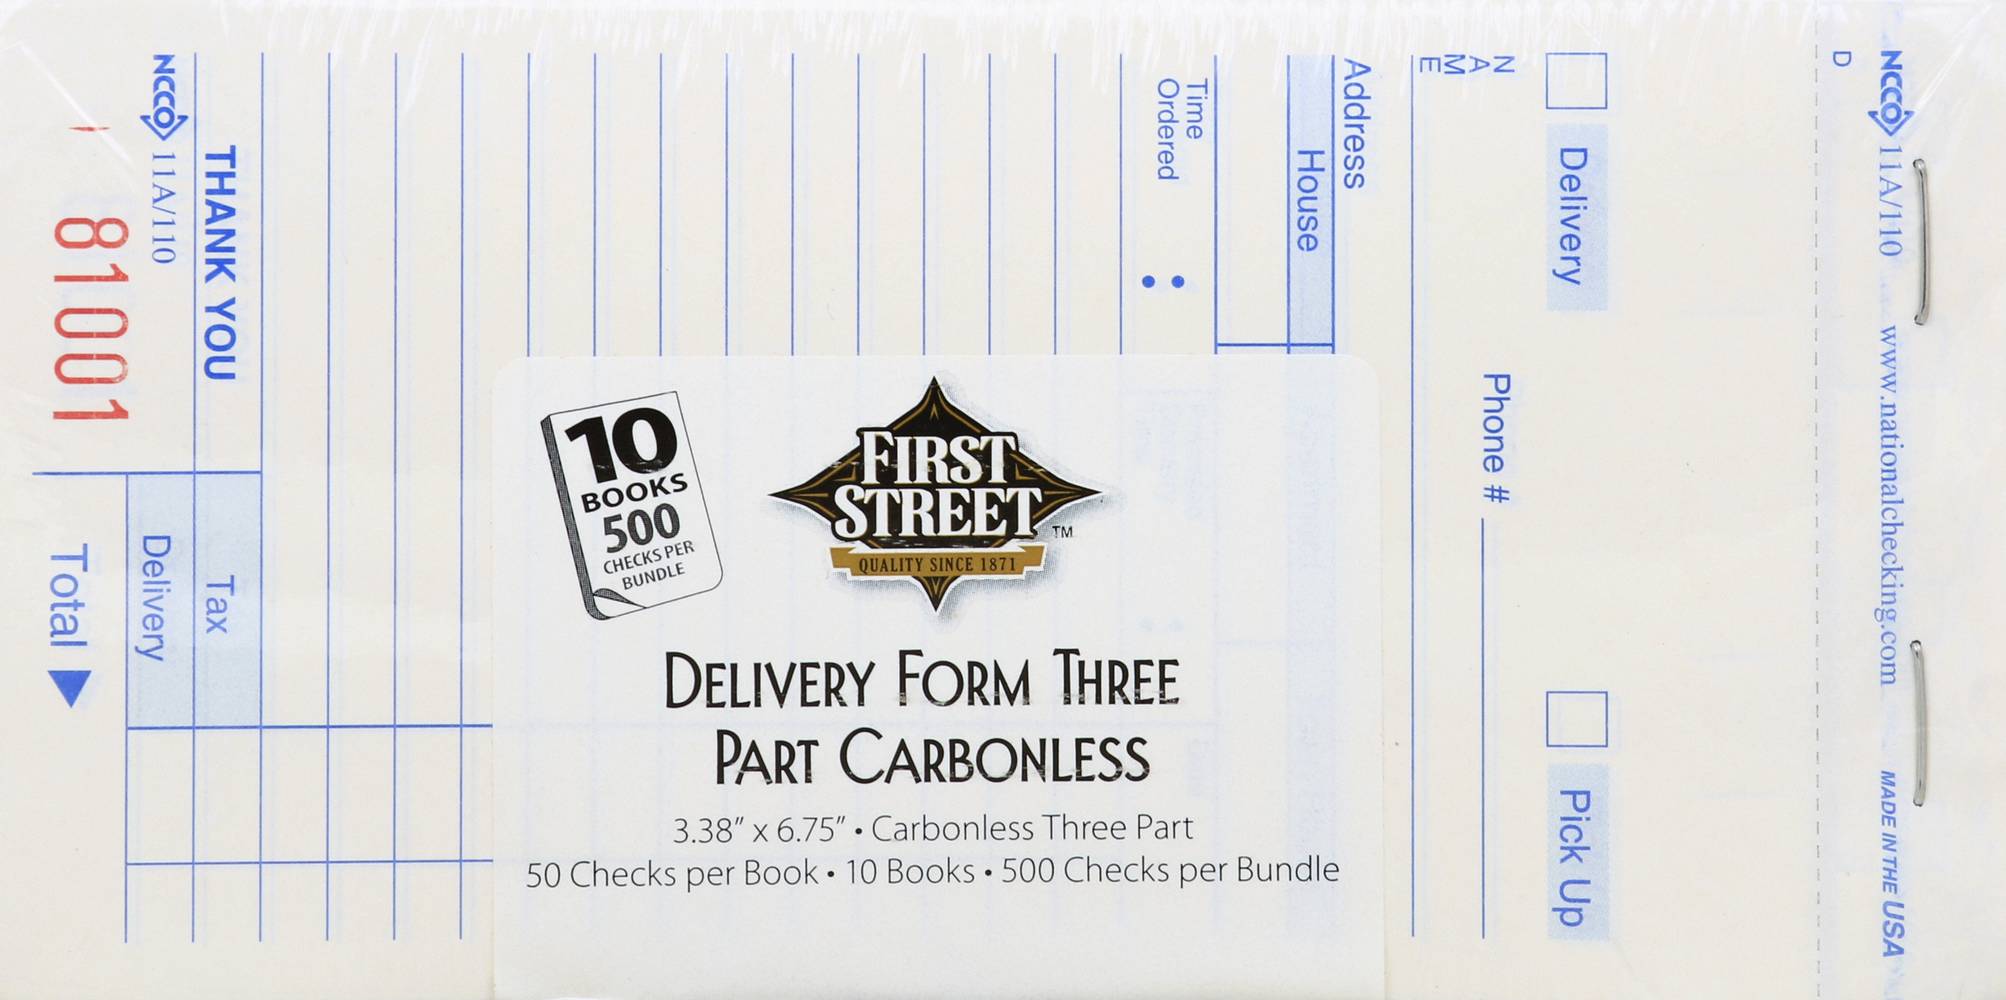 10
BOOKS
500
CHECKS PER
BUNDLE
FIRST
STREET
TM
QUALITY SINCE 1871
DELIVERY FORM THREE
PART CARBONLESS
3.38" x 6.75" • Carbonless Three Part
50 Checks per Book • 10 Books • 500 Checks per Bundle
NCCO 11A/110 www.nationalchecking.com MADE IN THE USA
D
Delivery Pick Up
NAME
Phone #
Address
House
Time
Ordered
:
THANK YOU
Tax
NCCO 11A/110
Delivery
81001
Total